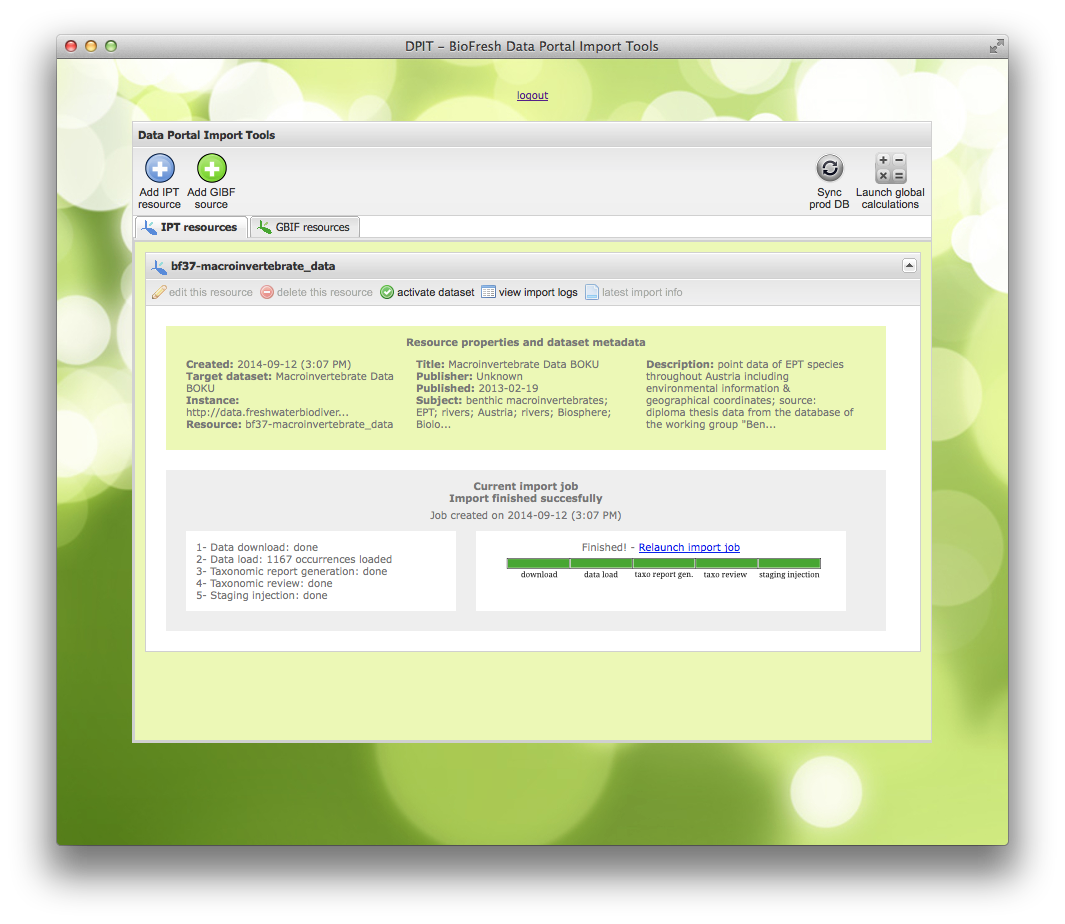 DPIT – BioFresh Data Portal Import Tools
logout
Data Portal Import Tools
Add IPT
resource
Add GIBF
source
Sync
prod DB
Launch global
calculations
IPT resources
GBIF resources
bf37-macroinvertebrate_data
edit this resource
delete this resource
activate dataset
view import logs
latest import info
Resource properties and dataset metadata
Created: 2014-09-12 (3:07 PM)
Target dataset: Macroinvertebrate Data
BOKU
Instance:
http://data.freshwaterbiodiver...
Resource: bf37-macroinvertebrate_data
Title: Macroinvertebrate Data BOKU
Publisher: Unknown
Published: 2013-02-19
Subject: benthic macroinvertebrates;
EPT; rivers; Austria; rivers; Biosphere;
Biolo...
Description: point data of EPT species
throughout Austria including
environmental information &
geographical coordinates; source:
diploma thesis data from the database of
the working group "Ben...
Current import job
Import finished succesfully
Job created on 2014-09-12 (3:07 PM)
1- Data download: done
2- Data load: 1167 occurrences loaded
3- Taxonomic report generation: done
4- Taxonomic review: done
5- Staging injection: done
Finished! - Relaunch import job
download
data load
taxo report gen.
taxo review
staging injection